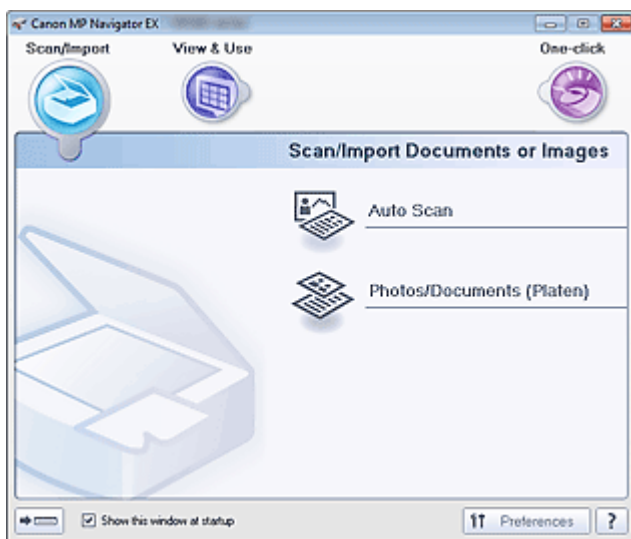 Canon MP Navigator EX
Scan/Import
View & Use
One-click
Scan/Import Documents or Images
Auto Scan
Photos/Documents (Platen)
Show this window at startup
Preferences
?